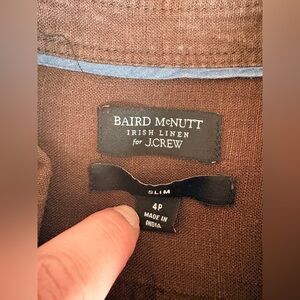 BAIRD McNUTT
IRISH LINEN
for J.CREW
SLIM
4P
MADE IN
INDIA